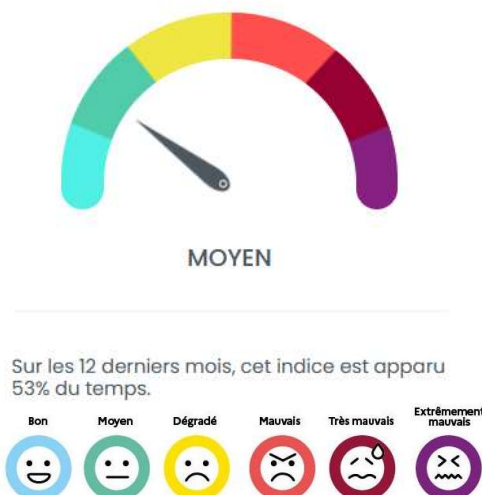 MOYEN
Sur les 12 derniers mois, cet indice est apparu
53% du temps.
Bon Moyen Dégradé Mauvais Très mauvais Extrêmement mauvais